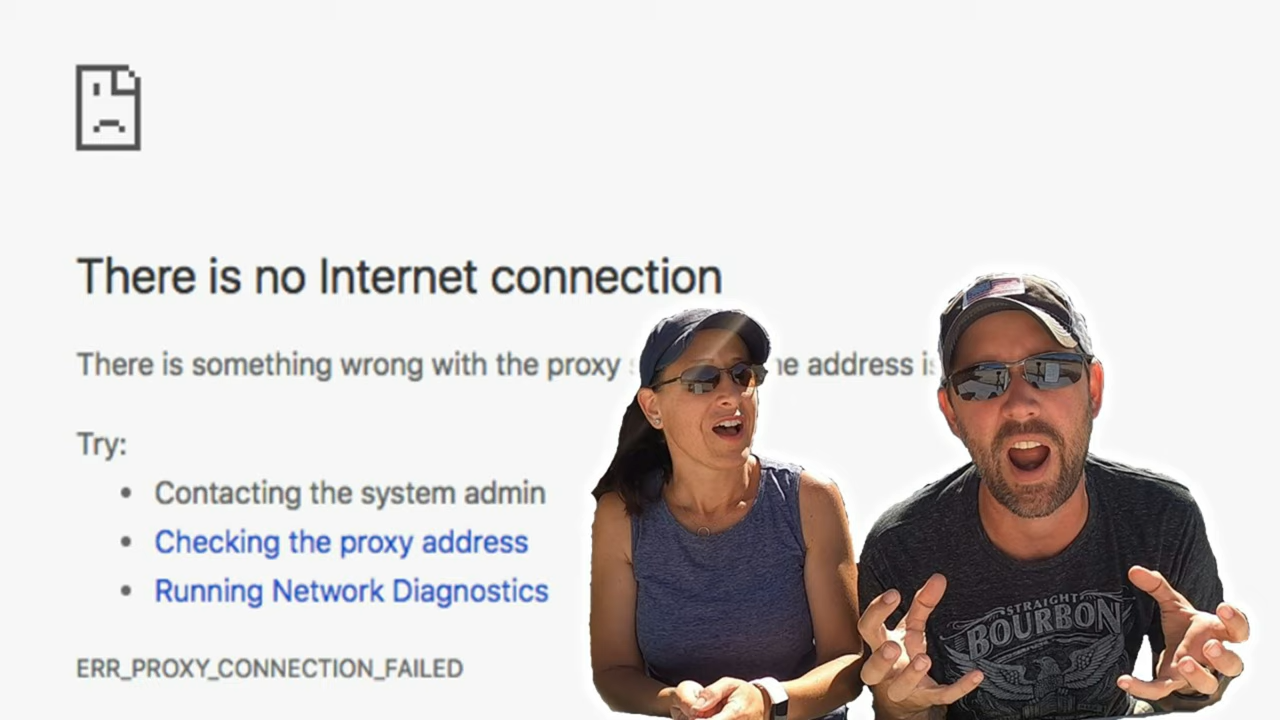 There is no Internet connection
There is something wrong with the proxy address
Try:
Contacting the system admin
Checking the proxy address
Running Network Diagnostics
ERR_PROXY_CONNECTION_FAILED
STRAIGHT
BOURBON